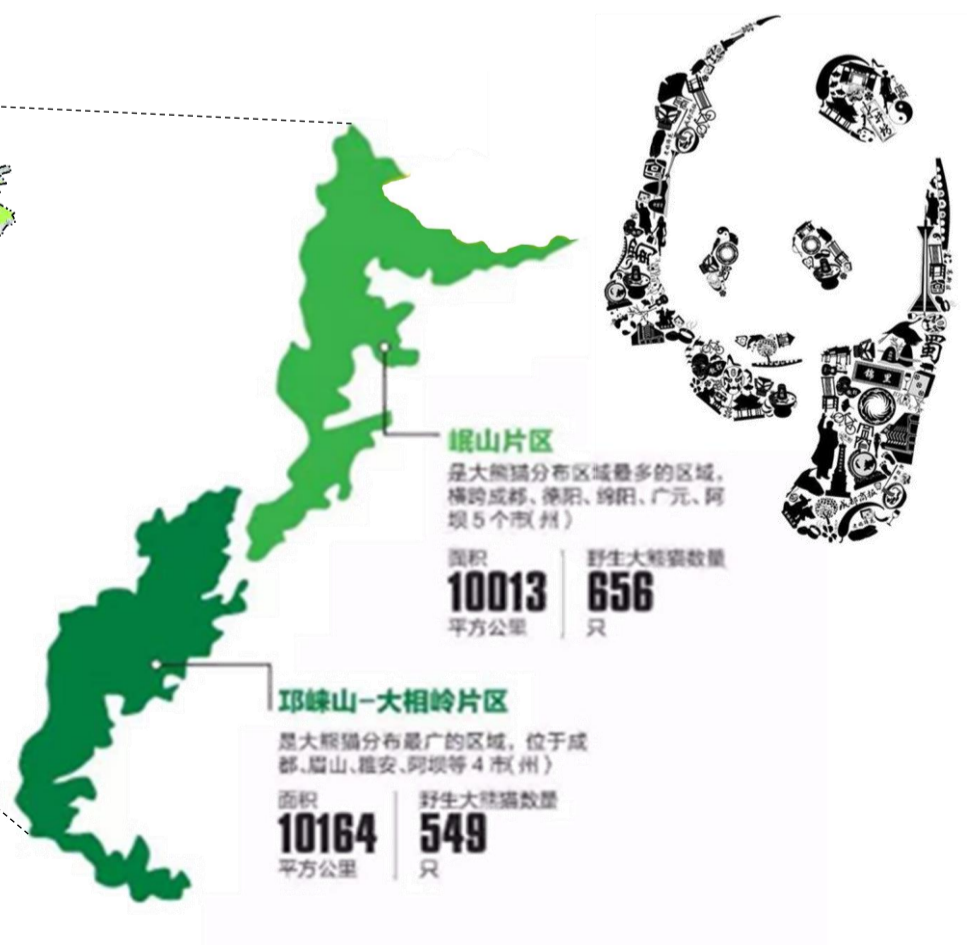 岷山片区
是大熊猫分布区域最多的区域，
横跨成都、德阳、绵阳、广元、阿
坝5个市（州）
面积
10013
平方公里
野生大熊猫数量
656
只
邛崃山-大相岭片区
是大熊猫分布最广的区域，位于成
都、眉山、雅安、阿坝等4市（州）
面积
10164
平方公里
野生大熊猫数量
549
只
蜀
蜀
锦里